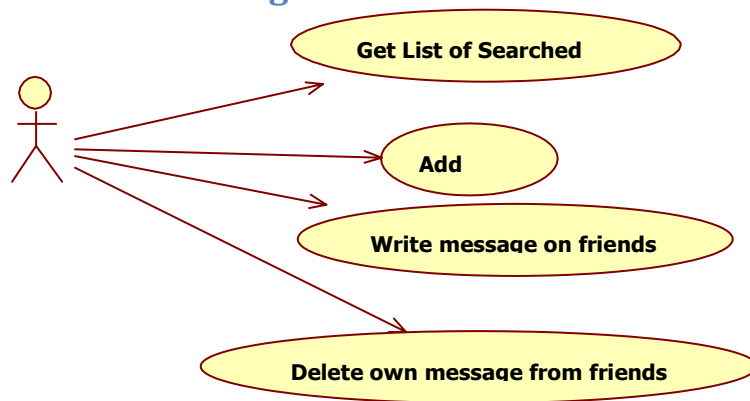 Get List of Searched
Add
Write message on friends
Delete own message from friends